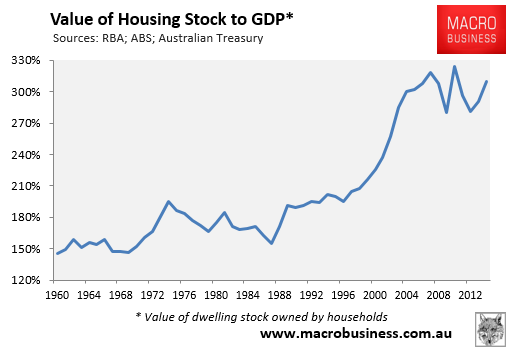 Value of Housing Stock to GDP*
Sources: RBA; ABS; Australian Treasury
MACRO
BUSINESS
330%
300%
270%
240%
210%
180%
150%
120%
1960 1964 1968 1972 1976 1980 1984 1988 1992 1996 2000 2004 2008 2012
* Value of dwelling stock owned by households
www.macrobusiness.com.au